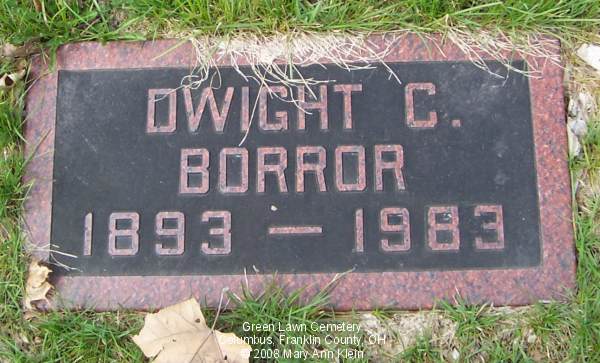 DWIGHT C.
BORROR
1893 — 1983
Green Lawn Cemetery
Columbus, Franklin County, OH
© 2008 Mary Ann Klein